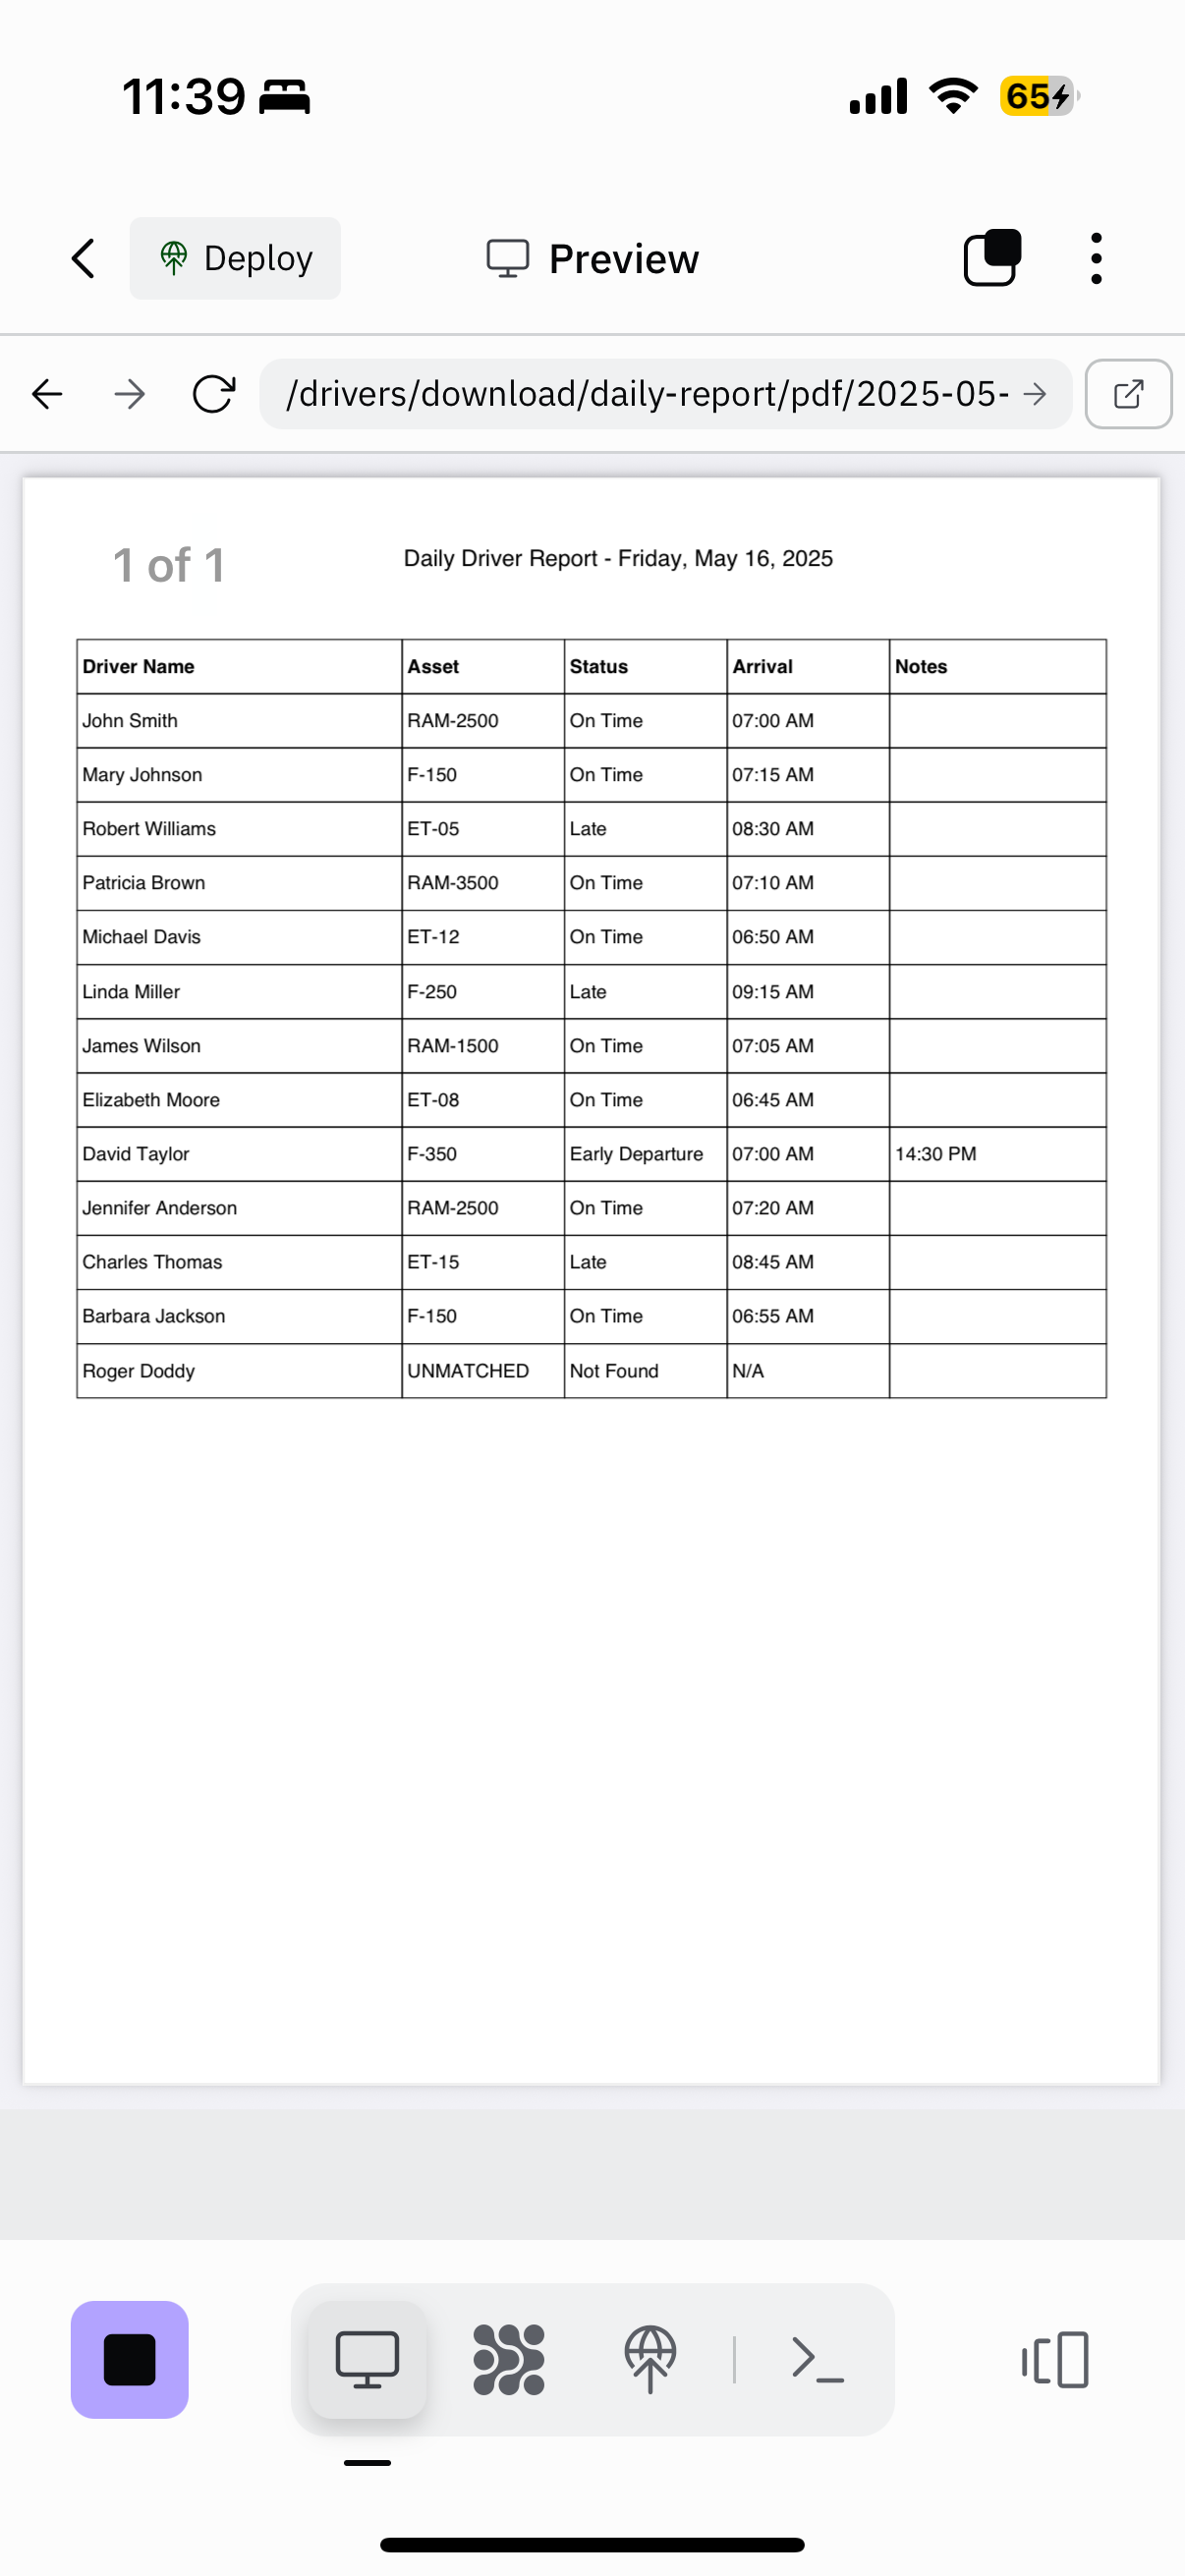 11:39
65
Deploy
Preview
/drivers/download/daily-report/pdf/2025-05-
1 of 1
Daily Driver Report - Friday, May 16, 2025
Driver Name Asset Status Arrival Notes
John Smith RAM-2500 On Time 07:00 AM
Mary Johnson F-150 On Time 07:15 AM
Robert Williams ET-05 Late 08:30 AM
Patricia Brown RAM-3500 On Time 07:10 AM
Michael Davis ET-12 On Time 06:50 AM
Linda Miller F-250 Late 09:15 AM
James Wilson RAM-1500 On Time 07:05 AM
Elizabeth Moore ET-08 On Time 06:45 AM
David Taylor F-350 Early Departure 07:00 AM 14:30 PM
Jennifer Anderson RAM-2500 On Time 07:20 AM
Charles Thomas ET-15 Late 08:45 AM
Barbara Jackson F-150 On Time 06:55 AM
Roger Doddy UNMATCHED Not Found N/A